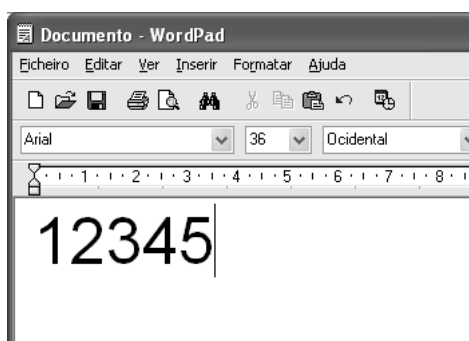 Documento - WordPad
Ficheiro Editar Ver Inserir Formatar Ajuda
Arial 36 Ocidental
1 2 3 4 5 6 7 8
12345